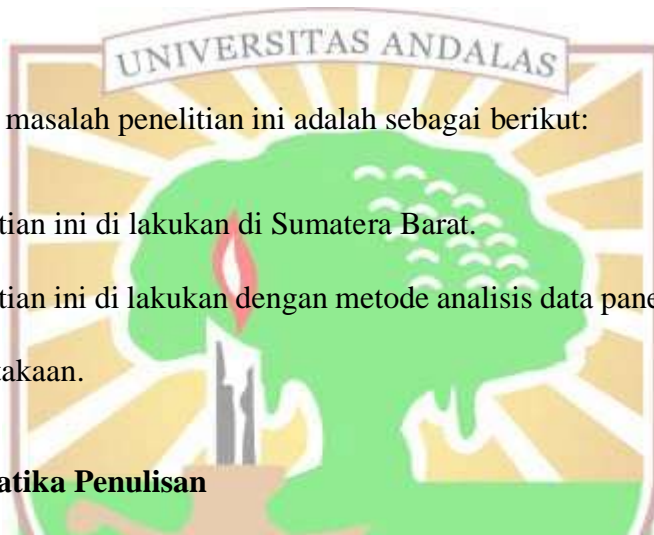 UNIVERSITAS ANDALAS
masalah penelitian ini adalah sebagai berikut:
tian ini di lakukan di Sumatera Barat.
tian ini di lakukan dengan metode analisis data pane
takaan.
atika Penulisan